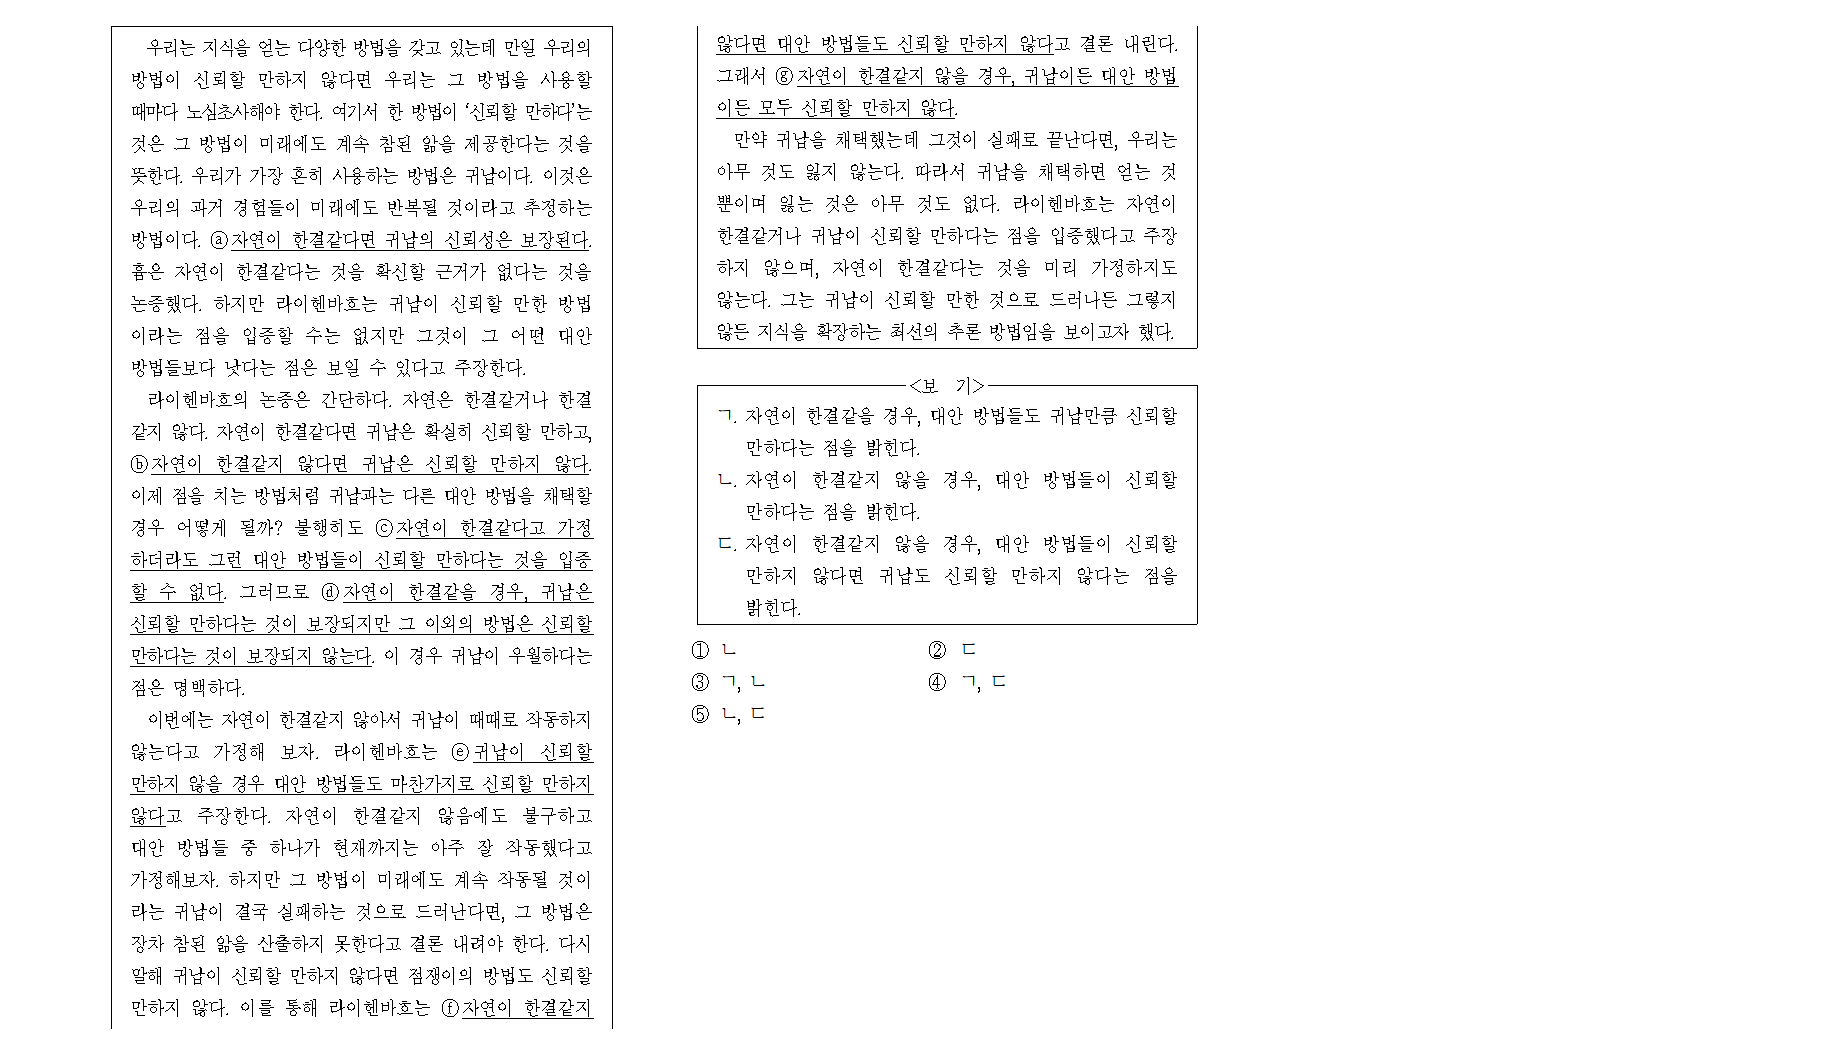 우리는 지식을 얻는 다양한 방법을 갖고 있는데 만일 우리의
방법이 신뢰할 만하지 않다면 우리는 그 방법을 사용할
때마다 노심초사해야 한다. 여기서 한 방법이 ‘신뢰할 만하다’는
것은 그 방법이 미래에도 계속 참된 앎을 제공한다는 것을
뜻한다. 우리가 가장 흔히 사용하는 방법은 귀납이다. 이것은
우리의 과거 경험들이 미래에도 반복될 것이라고 추정하는
방법이다. ⓐ자연이 한결같다면 귀납의 신뢰성은 보장된다.
흄은 자연이 한결같다는 것을 확신할 근거가 없다는 것을
논증했다. 하지만 라이헨바흐는 귀납이 신뢰할 만한 방법
이라는 점을 입증할 수는 없지만 그것이 그 어떤 대안
방법들보다 낫다는 점은 보일 수 있다고 주장한다.
라이헨바흐의 논증은 간단하다. 자연은 한결같거나 한결
같지 않다. 자연이 한결같다면 귀납은 확실히 신뢰할 만하고,
ⓑ자연이 한결같지 않다면 귀납은 신뢰할 만하지 않다.
이제 점을 치는 방법처럼 귀납과는 다른 대안 방법을 채택할
경우 어떻게 될까? 불행히도 ⓒ자연이 한결같다고 가정
하더라도 그런 대안 방법들이 신뢰할 만하다는 것을 입증
할 수 없다. 그러므로 ⓓ자연이 한결같을 경우, 귀납은
신뢰할 만하다는 것이 보장되지만 그 이외의 방법은 신뢰할
만하다는 것이 보장되지 않는다. 이 경우 귀납이 우월하다는
점은 명백하다.
이번에는 자연이 한결같지 않아서 귀납이 때때로 작동하지
않는다고 가정해 보자. 라이헨바흐는 ⓔ귀납이 신뢰할
만하지 않을 경우 대안 방법들도 마찬가지로 신뢰할 만하지
않다고 주장한다. 자연이 한결같지 않음에도 불구하고
대안 방법들 중 하나가 현재까지는 아주 잘 작동했다고
가정해보자. 하지만 그 방법이 미래에도 계속 작동될 것이
라는 귀납이 결국 실패하는 것으로 드러난다면, 그 방법은
장차 참된 앎을 산출하지 못한다고 결론 내려야 한다. 다시
말해 귀납이 신뢰할 만하지 않다면 점쟁이의 방법도 신뢰할
만하지 않다. 이를 통해 라이헨바흐는 ⓕ자연이 한결같지
않다면 대안 방법들도 신뢰할 만하지 않다고 결론 내린다.
그래서 ⓖ자연이 한결같지 않을 경우, 귀납이든 대안 방법
이든 모두 신뢰할 만하지 않다.
만약 귀납을 채택했는데 그것이 실패로 끝난다면, 우리는
아무 것도 잃지 않는다. 따라서 귀납을 채택하면 얻는 것
뿐이며 잃는 것은 아무 것도 없다. 라이헨바흐는 자연이
한결같거나 귀납이 신뢰할 만하다는 점을 입증했다고 주장
하지 않으며, 자연이 한결같다는 것을 미리 가정하지도
않는다. 그는 귀납이 신뢰할 만한 것으로 드러나든 그렇지
않든 지식을 확장하는 최선의 추론 방법임을 보이고자 했다.
<보 기>
ㄱ. 자연이 한결같을 경우, 대안 방법들도 귀납만큼 신뢰할
만하다는 점을 밝힌다.
ㄴ. 자연이 한결같지 않을 경우, 대안 방법들이 신뢰할
만하다는 점을 밝힌다.
ㄷ. 자연이 한결같지 않을 경우, 대안 방법들이 신뢰할
만하지 않다면 귀납도 신뢰할 만하지 않다는 점을
밝힌다.
① ㄴ ② ㄷ
③ ㄱ, ㄴ ④ ㄱ, ㄷ
⑤ ㄴ, ㄷ